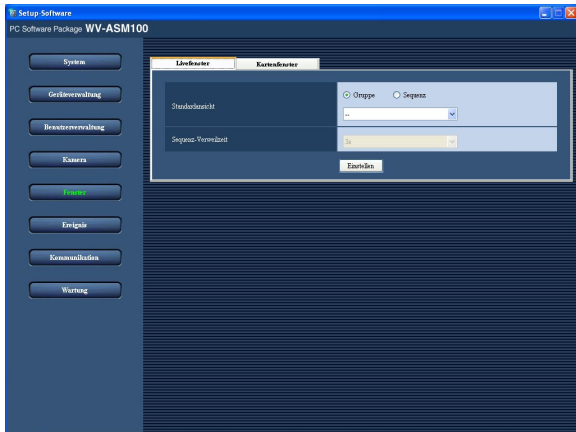 Setup-Software
PC Software Package WV-ASM100
System
Geräteverwaltung
Benutzerverwaltung
Kamera
Fenster
Ereignis
Kommunikation
Wartung
Livefenster Kartenfenster
Standardansicht
Gruppe Sequenz
--
Sequenz-Verweilzeit
Einstellen